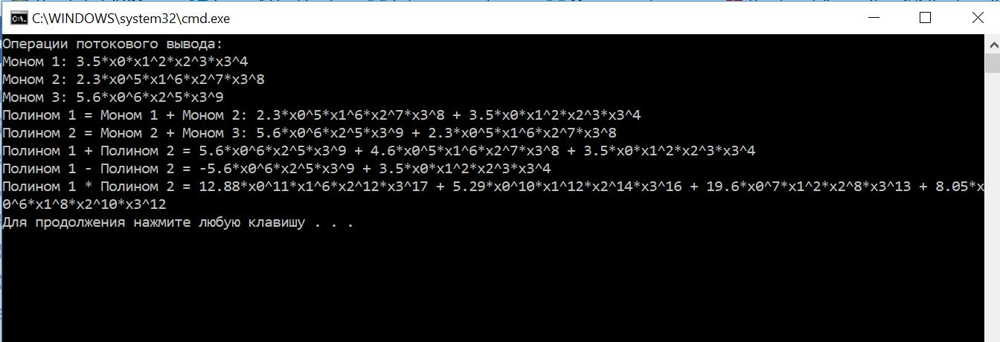 C:\WINDOWS\system32\cmd.exe
Операции потокового вывода:
Моном 1: 3.5*x0*x1^2*x2^3*x3^4
Моном 2: 2.3*x0^5*x1^6*x2^7*x3^8
Моном 3: 5.6*x0^6*x2^5*x3^9
Полином 1 = Моном 1 + Моном 2: 2.3*x0^5*x1^6*x2^7*x3^8 + 3.5*x0*x1^2*x2^3*x3^4
Полином 2 = Моном 2 + Моном 3: 5.6*x0^6*x2^5*x3^9 + 2.3*x0^5*x1^6*x2^7*x3^8
Полином 1 + Полином 2 = 5.6*x0^6*x2^5*x3^9 + 4.6*x0^5*x1^6*x2^7*x3^8 + 3.5*x0*x1^2*x2^3*x3^4
Полином 1 - Полином 2 = -5.6*x0^6*x2^5*x3^9 + 3.5*x0*x1^2*x2^3*x3^4
Полином 1 * Полином 2 = 12.88*x0^11*x1^6*x2^12*x3^17 + 5.29*x0^10*x1^12*x2^14*x3^16 + 19.6*x0^7*x1^2*x2^8*x3^13 + 8.05*x
0^6*x1^8*x2^10*x3^12
Для продолжения нажмите любую клавишу . . .